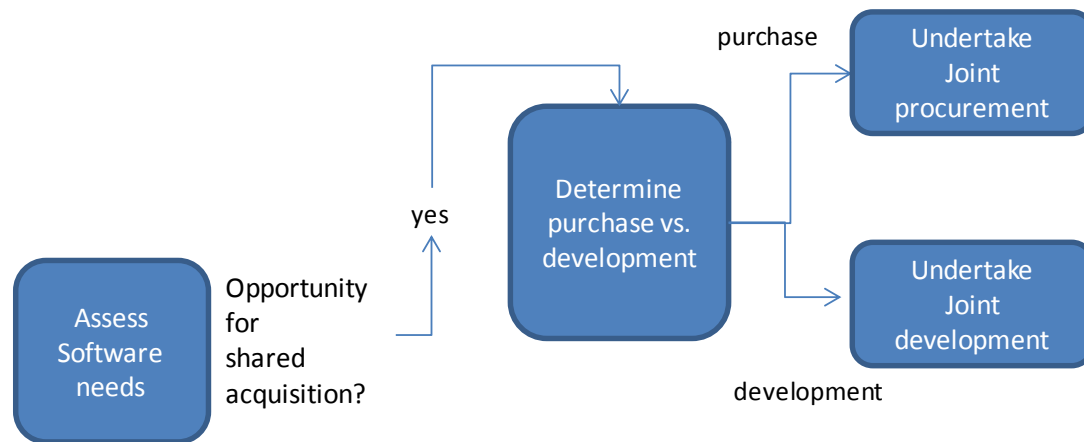 Assess
Software
needs
Opportunity
for
shared
acquisition?
yes
Determine
purchase vs.
development
purchase
Undertake
Joint
procurement
development
Undertake
Joint
development